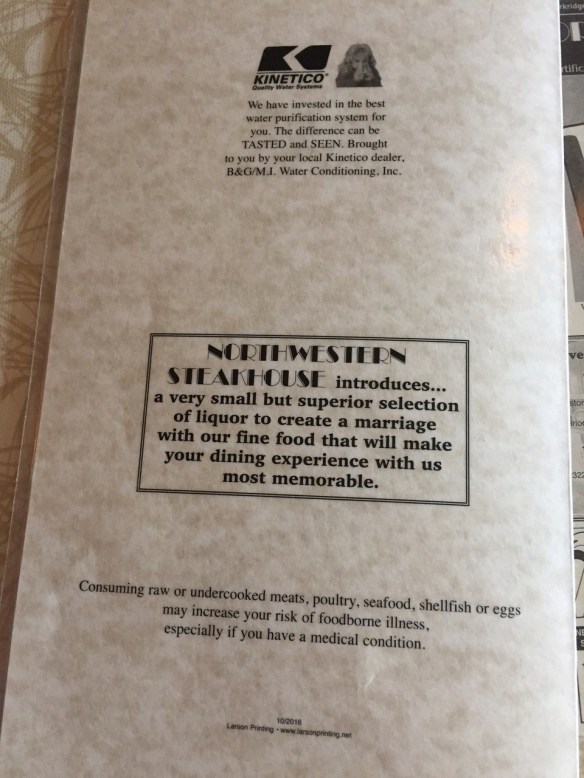 KINETICO
Quality Water Systems
We have invested in the best
water purification system for
you. The difference can be
TASTED and SEEN. Brought
to you by your local Kinetico dealer,
B&G/M.I. Water Conditioning, Inc.
NORTHWESTERN
STEAKHOUSE introduces...
a very small but superior selection
of liquor to create a marriage
with our fine food that will make
your dining experience with us
most memorable.
Consuming raw or undercooked meats, poultry, seafood, shellfish or eggs
may increase your risk of foodborne illness,
especially if you have a medical condition.
10/2016
Larson Printing • www.larsonprinting.net